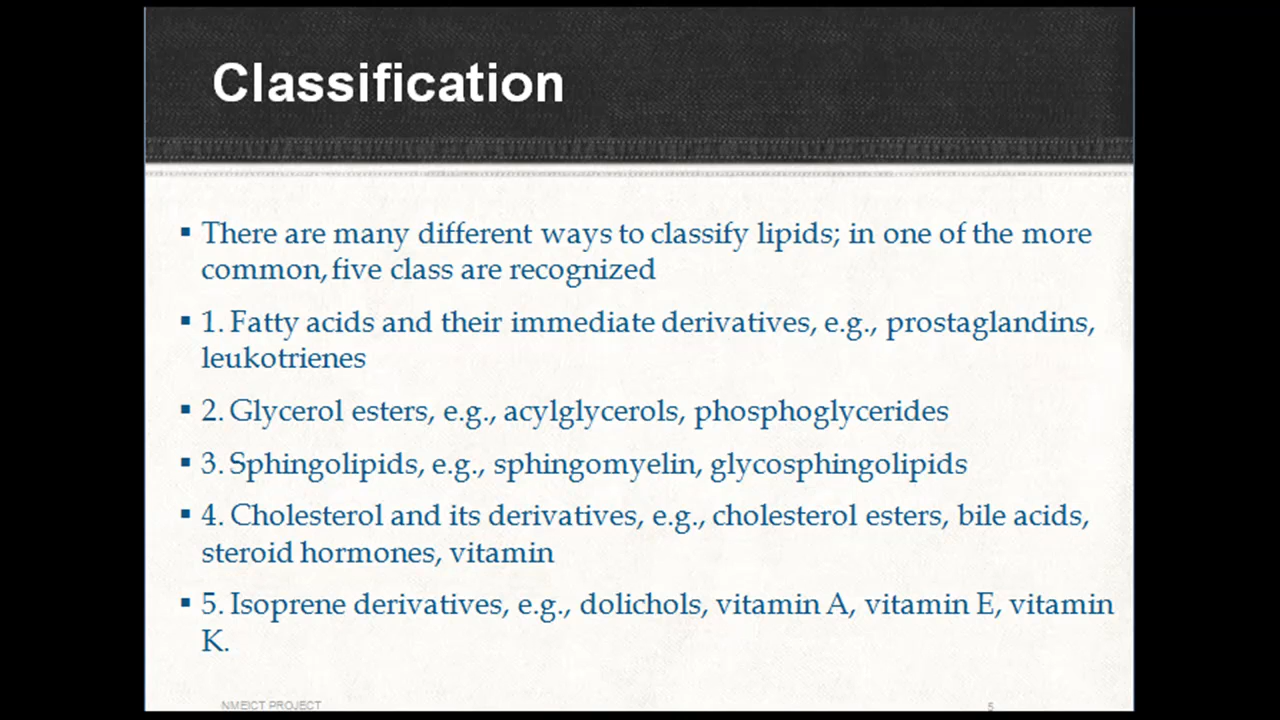 Classification
▪ There are many different ways to classify lipids; in one of the more
common, five class are recognized
▪ 1. Fatty acids and their immediate derivatives, e.g., prostaglandins,
leukotrienes
▪ 2. Glycerol esters, e.g., acylglycerols, phosphoglycerides
▪ 3. Sphingolipids, e.g., sphingomyelin, glycosphingolipids
▪ 4. Cholesterol and its derivatives, e.g., cholesterol esters, bile acids,
steroid hormones, vitamin
▪ 5. Isoprene derivatives, e.g., dolichols, vitamin A, vitamin E, vitamin
K.
NMEICT PROJECT
5